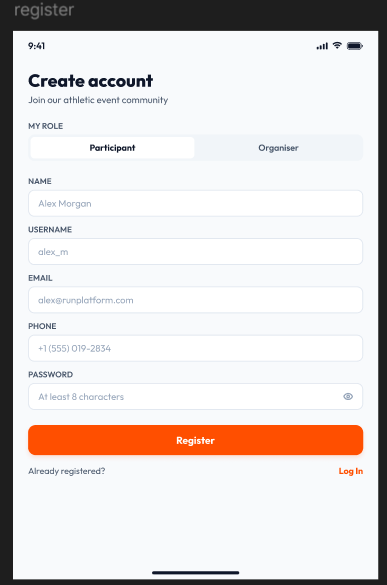 register
9:41
Create account
Join our athletic event community
MY ROLE
Participant Organiser
NAME
Alex Morgan
USERNAME
alex_m
EMAIL
alex@runplatform.com
PHONE
+1 (555) 019-2834
PASSWORD
At least 8 characters
Register
Already registered? Log In